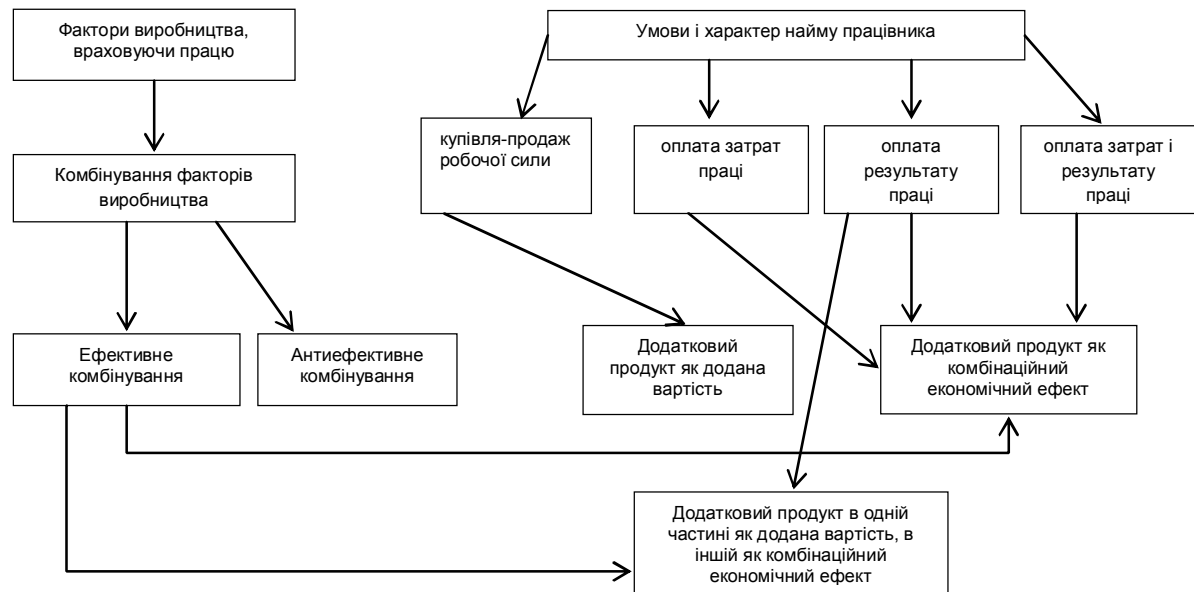 Фактори виробництва,
враховуючи працю
Умови і характер найму працівника
купівля-продаж
робочої сили
оплата затрат
праці
оплата
результату
праці
оплата затрат і
результату
праці
Комбінування факторів
виробництва
Ефективне
комбінування
Антиефективне
комбінування
Додатковий
продукт як додана
вартість
Додатковий продукт як
комбінаційний
економічний ефект
Додатковий продукт в одній
частині як додана вартість, в
іншій як комбінаційний
економічний ефект